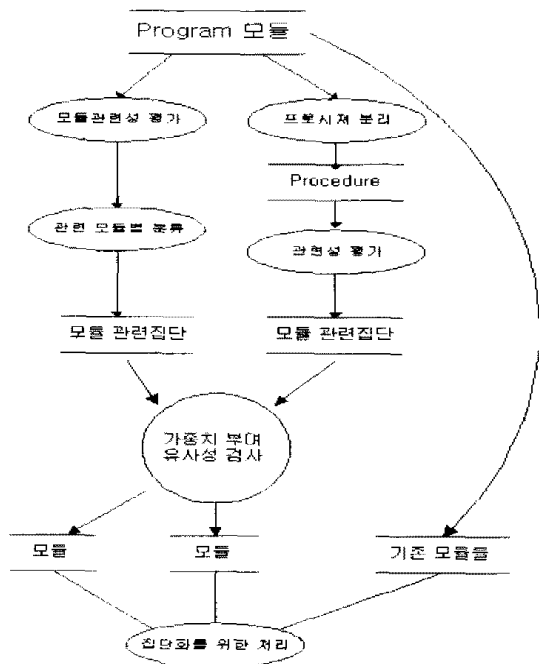 Program 모듈
모듈관련성 평가
프로시져 분리
Procedure
관련 모듈별 분류
관련성 평가
모듈 관련집단
모듈 관련집단
가중치 부여
유사성 검사
모듈
모듈
기존 모듈들
집단화를 위한 처리